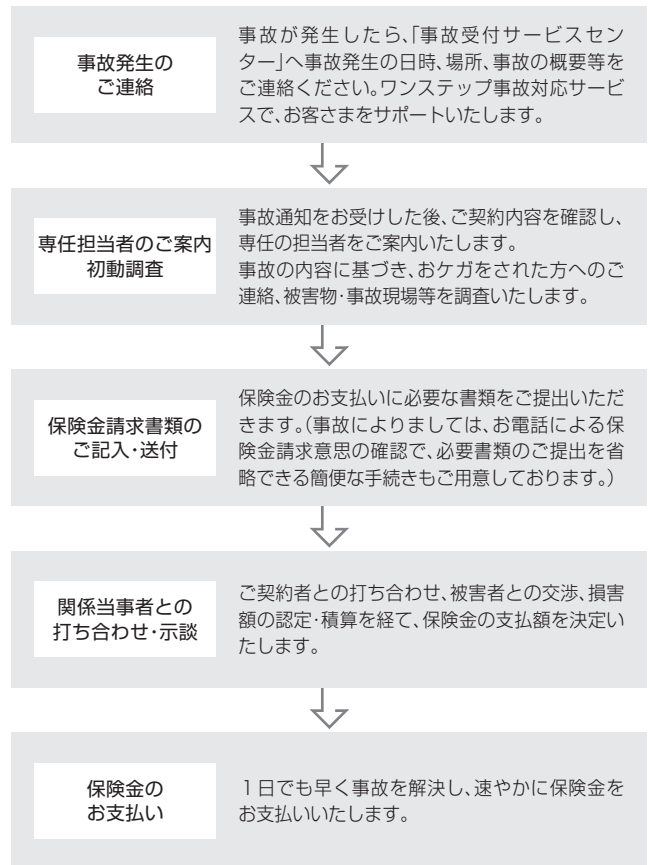 事故発生の
ご連絡
事故が発生したら、「事故受付サービスセン
ター」へ事故発生の日時、場所、事故の概要等を
ご連絡ください。ワンステップ事故対応サービ
スで、お客さまをサポートいたします。
専任担当者のご案内
初動調査
事故通知をお受けした後、ご契約内容を確認し、
専任の担当者をご案内いたします。
事故の内容に基づき、おケガをされた方へのご
連絡、被害物・事故現場等を調査いたします。
保険金請求書類の
ご記入・送付
保険金のお支払いに必要な書類をご提出いただ
きます。(事故によりましては、お電話による保
険金請求意思の確認で、必要書類のご提出を省
略できる簡便な手続きもご用意しております。)
関係当事者との
打ち合わせ・示談
ご契約者との打ち合わせ、被害者との交渉、損害
額の認定・積算を経て、保険金の支払額を決定い
たします。
保険金の
お支払い
1日でも早く事故を解決し、速やかに保険金を
お支払いいたします。